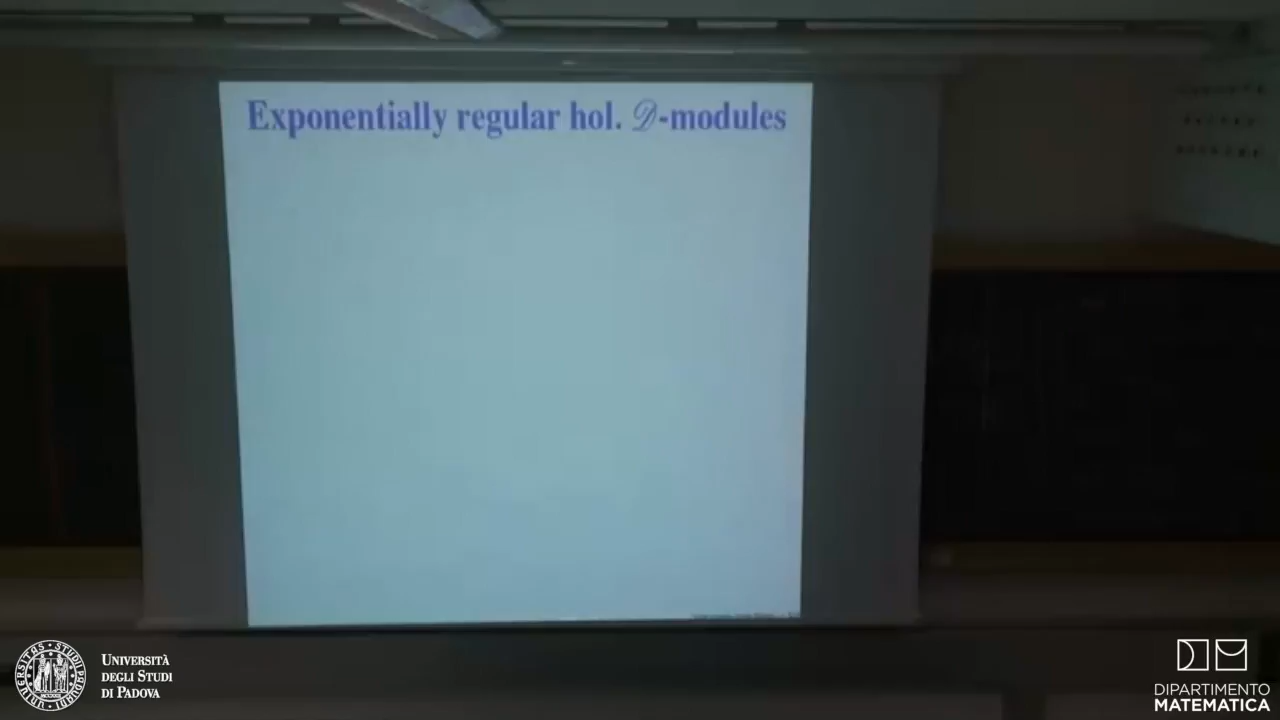 Exponentially regular hol. 𝒟-modules
UNIVERSITÀ
DEGLI STUDI
DI PADOVA
DIPARTIMENTO
MATEMATICA